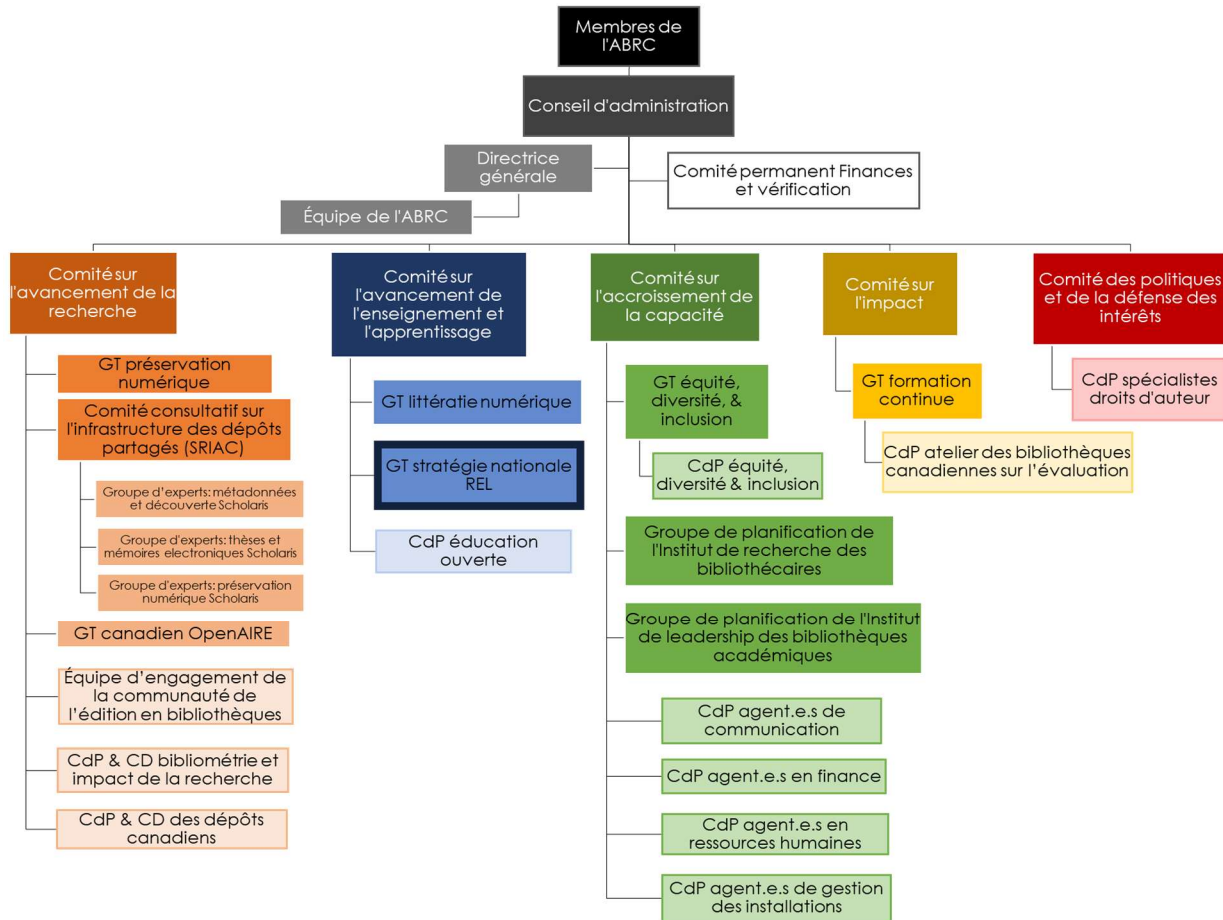 Membres de
l'ABRC
Conseil d'administration
Directrice
générale
Comité permanent Finances
et vérification
Équipe de l'ABRC
Comité sur
l'avancement de la
recherche
GT préservation
numérique
Comité consultatif sur
l'infrastructure des dépôts
partagés (SRIAC)
Groupe d'experts: métadonnées
et découverte Scholaris
Groupe d'experts: thèses et
mémoires electroniques Scholaris
Groupe d'experts: préservation
numérique Scholaris
GT canadien OpenAIRE
Équipe d'engagement de
la communauté de
l'édition en bibliothèques
CdP & CD bibliométrie et
impact de la recherche
CdP & CD des dépôts
canadiens
Comité sur
l'avancement de
l'enseignement et
l'apprentissage
GT littératie numérique
GT stratégie nationale
REL
CdP éducation
ouverte
Comité sur
l'accroissement de
la capacité
GT équité,
diversité, &
inclusion
CdP équité,
diversité & inclusion
Groupe de planification de
l'Institut de recherche des
bibliothécaires
Groupe de planification de l'Institut
de leadership des bibliothèques
académiques
CdP agent.e.s de
communication
CdP agent.e.s en finance
CdP agent.e.s en
ressources humaines
CdP agent.e.s de gestion
des installations
Comité sur
l'impact
GT formation
continue
CdP atelier des bibliothèques
canadiennes sur l'évaluation
Comité des politiques
et de la défense des
intérêts
CdP spécialistes
droits d'auteur